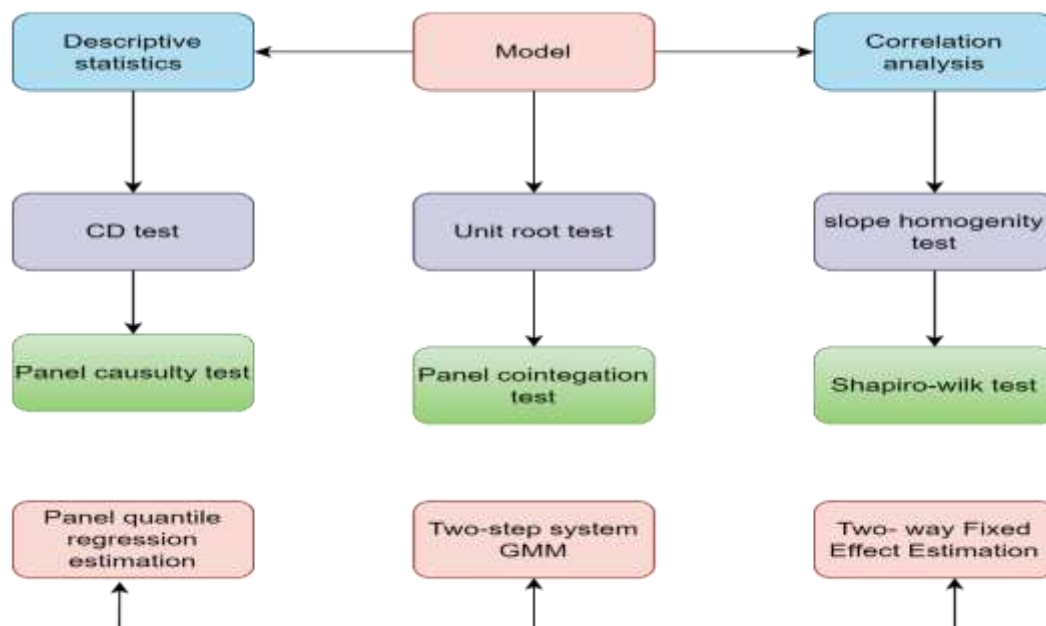 Descriptive
statistics
Model
Correlation
analysis
CD test
Unit root test
slope homogenity
test
Panel causulty test
Panel cointegation
test
Shapiro-wilk test
Panel quantile
regression
estimation
Two-step system
GMM
Two- way Fixed
Effect Estimation